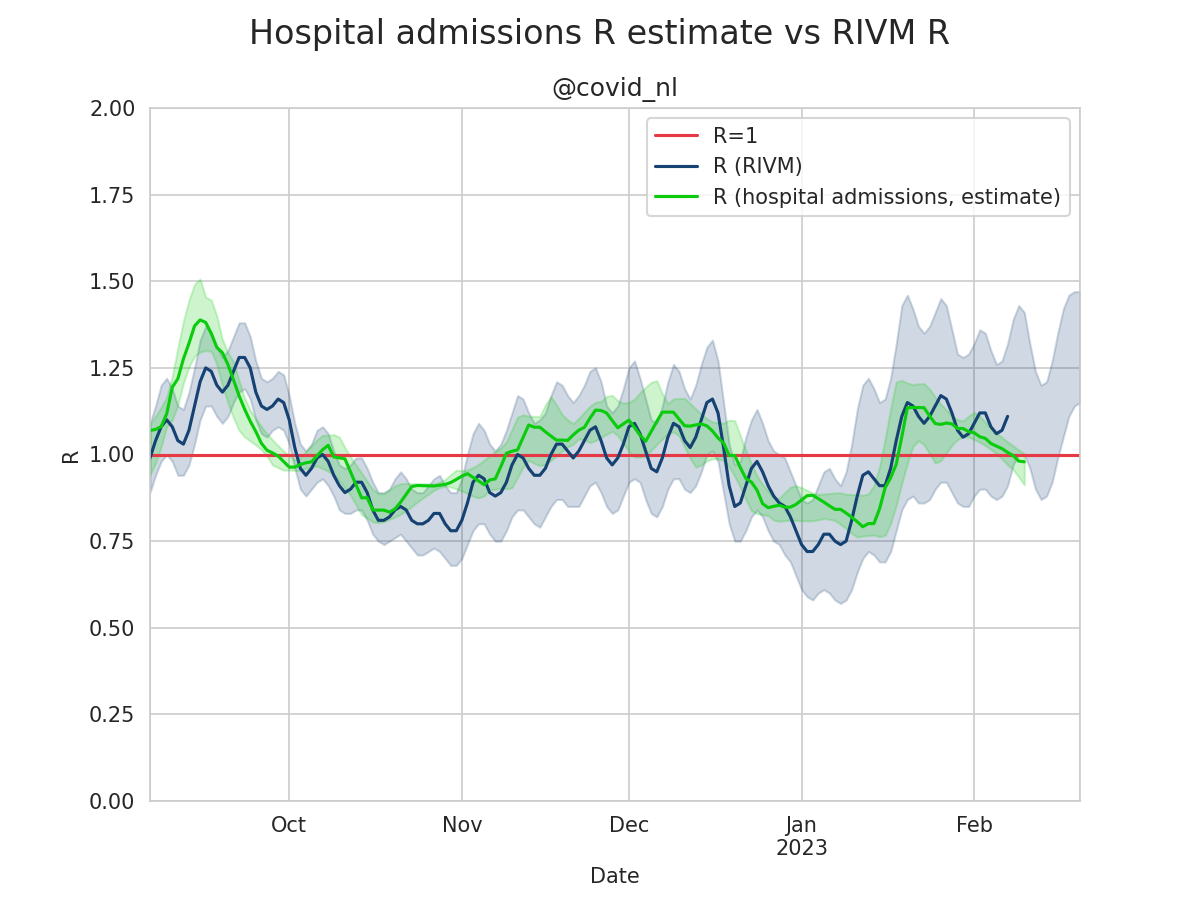 Hospital admissions R estimate vs RIVM R
@covid_nl
R=1
R (RIVM)
R (hospital admissions, estimate)
2.00
1.75
1.50
1.25
1.00
0.75
0.50
0.25
0.00
R
Oct
Nov
Dec
Jan
2023
Feb
Date